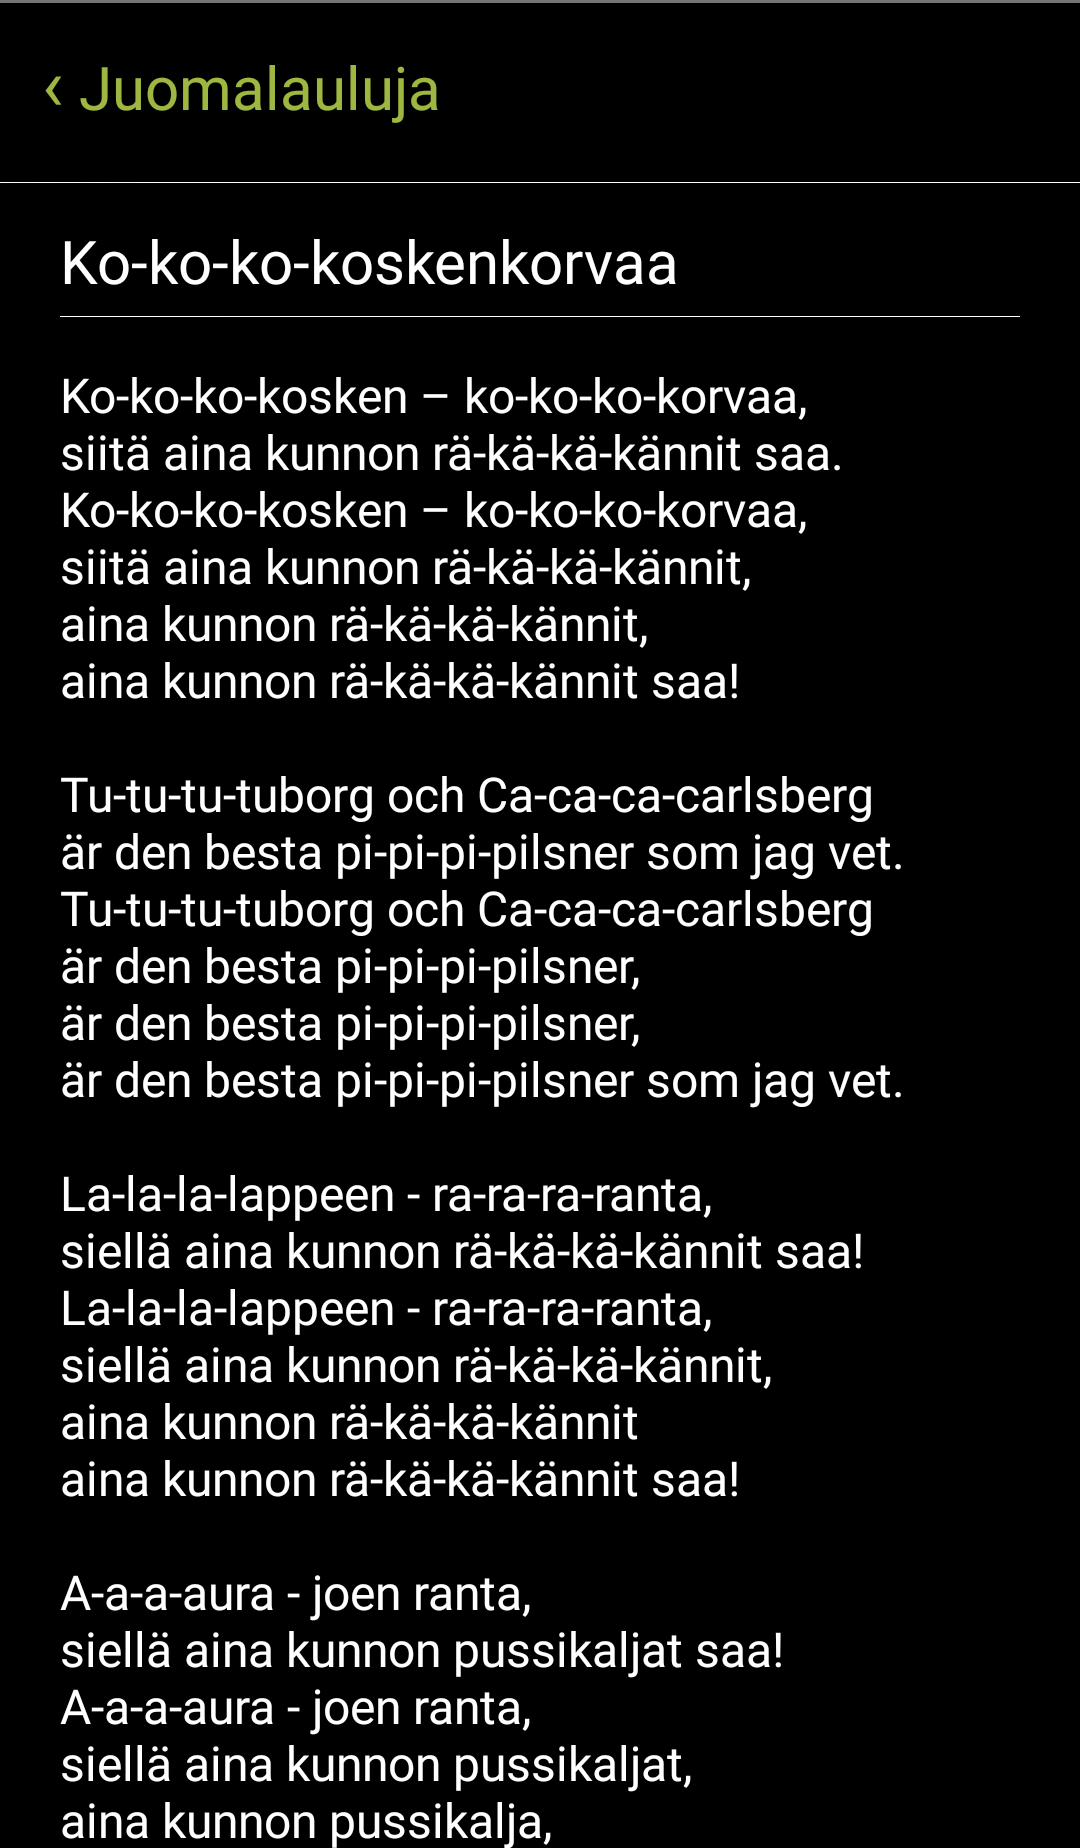 ‹ Juomalauluja
Ko-ko-ko-koskenkorvaa
Ko-ko-ko-kosken – ko-ko-ko-korvaa,
siitä aina kunnon rä-kä-kä-kännit saa.
Ko-ko-ko-kosken – ko-ko-ko-korvaa,
siitä aina kunnon rä-kä-kä-kännit,
aina kunnon rä-kä-kä-kännit,
aina kunnon rä-kä-kä-kännit saa!
Tu-tu-tu-tuborg och Ca-ca-ca-carlsberg
är den besta pi-pi-pi-pilsner som jag vet.
Tu-tu-tu-tuborg och Ca-ca-ca-carlsberg
är den besta pi-pi-pi-pilsner,
är den besta pi-pi-pi-pilsner,
är den besta pi-pi-pi-pilsner som jag vet.
La-la-la-lappeen - ra-ra-ra-ranta,
siellä aina kunnon rä-kä-kä-kännit saa!
La-la-la-lappeen - ra-ra-ra-ranta,
siellä aina kunnon rä-kä-kä-kännit,
aina kunnon rä-kä-kä-kännit
aina kunnon rä-kä-kä-kännit saa!
A-a-a-aura - joen ranta,
siellä aina kunnon pussikaljat saa!
A-a-a-aura - joen ranta,
siellä aina kunnon pussikaljat,
aina kunnon pussikalja,